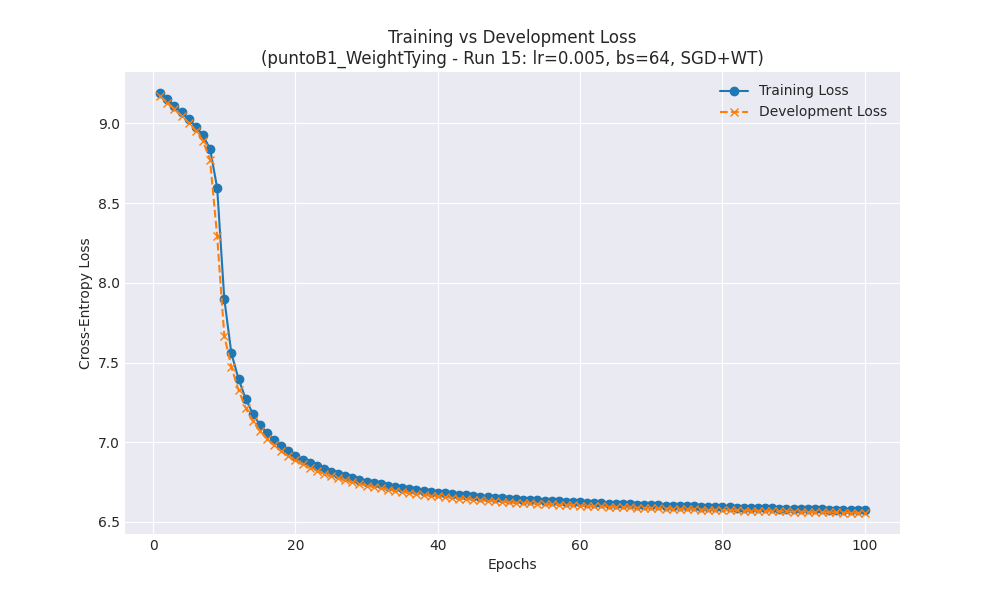 Training vs Development Loss
(puntoB1_WeightTying - Run 15: lr=0.005, bs=64, SGD+WT)
Training Loss
Development Loss
Cross-Entropy Loss
9.0
8.5
8.0
7.5
7.0
6.5
0 20 40 60 80 100
Epochs